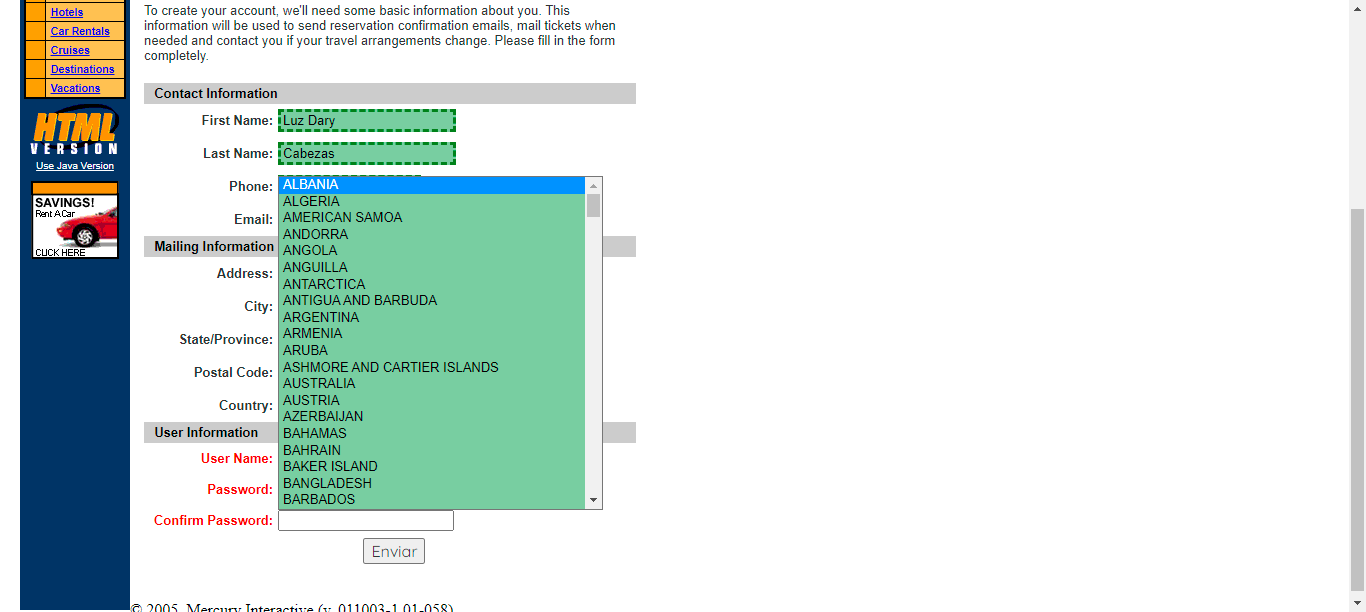 Hotels
Car Rentals
Cruises
Destinations
Vacations
HTML
VERSION
Use Java Version
SAVINGS!
Rent A Car
CLICK HERE
To create your account, we'll need some basic information about you. This
information will be used to send reservation confirmation emails, mail tickets when
needed and contact you if your travel arrangements change. Please fill in the form
completely.
Contact Information
First Name: Luz Dary
Last Name: Cabezas
Phone:
Email:
Mailing Information
Address:
City:
State/Province:
Postal Code:
Country:
ALBANIA
ALGERIA
AMERICAN SAMOA
ANDORRA
ANGOLA
ANGUILLA
ANTARCTICA
ANTIGUA AND BARBUDA
ARGENTINA
ARMENIA
ARUBA
ASHMORE AND CARTIER ISLANDS
AUSTRALIA
AUSTRIA
AZERBAIJAN
BAHAMAS
BAHRAIN
BAKER ISLAND
BANGLADESH
BARBADOS
User Information
User Name:
Password:
Confirm Password:
Enviar
© 2005, Mercury Interactive (v. 011003-1.01-058)